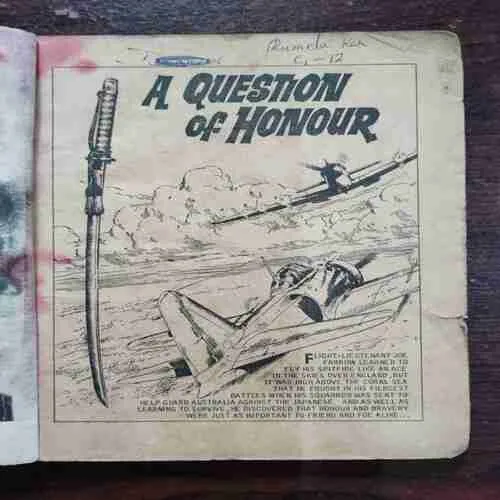 C1-12
A QUESTION
OF HONOUR
FLIGHT-LIEUTENANT JOE
FARROW LEARNED TO
FLY HIS SPITFIRE LIKE AN ACE
IN THE SKIES OVER ENGLAND, BUT
IT WAS HIGH ABOVE THE CORAL SEA
THAT HE FOUGHT IN HIS FIERCEST
BATTLES WHEN HIS SQUADRON WAS SENT TO
HELP GUARD AUSTRALIA AGAINST THE JAPANESE. AND AS WELL AS
LEARNING TO SURVIVE, HE DISCOVERED THAT HONOUR AND BRAVERY
WERE JUST AS IMPORTANT TO FRIEND AND FOE ALIKE...